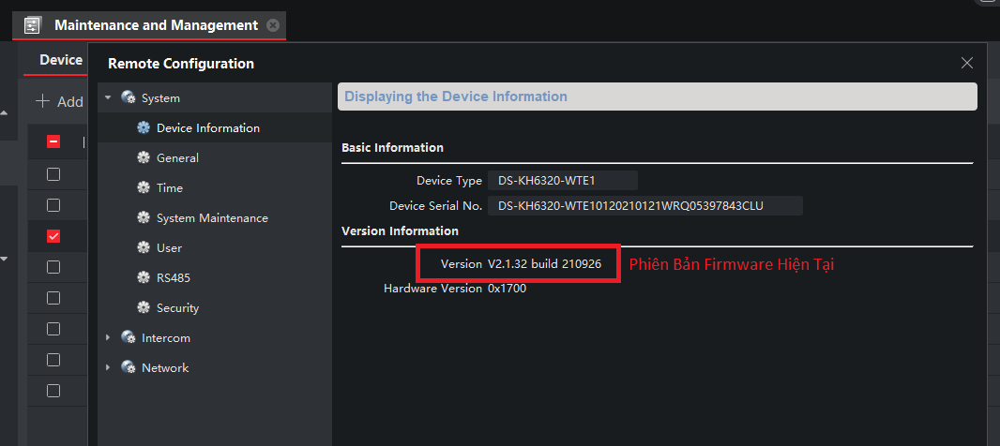 Maintenance and Management
Device
Remote Configuration
Add
System
Device Information
General
Time
System Maintenance
User
RS485
Security
Intercom
Network
Displaying the Device Information
Basic Information
Device Type DS-KH6320-WTE1
Device Serial No. DS-KH6320-WTE10120210121WRQ05397843CLU
Version Information
Version V2.1.32 build 210926 Phiên Bản Firmware Hiện Tại
Hardware Version 0x1700